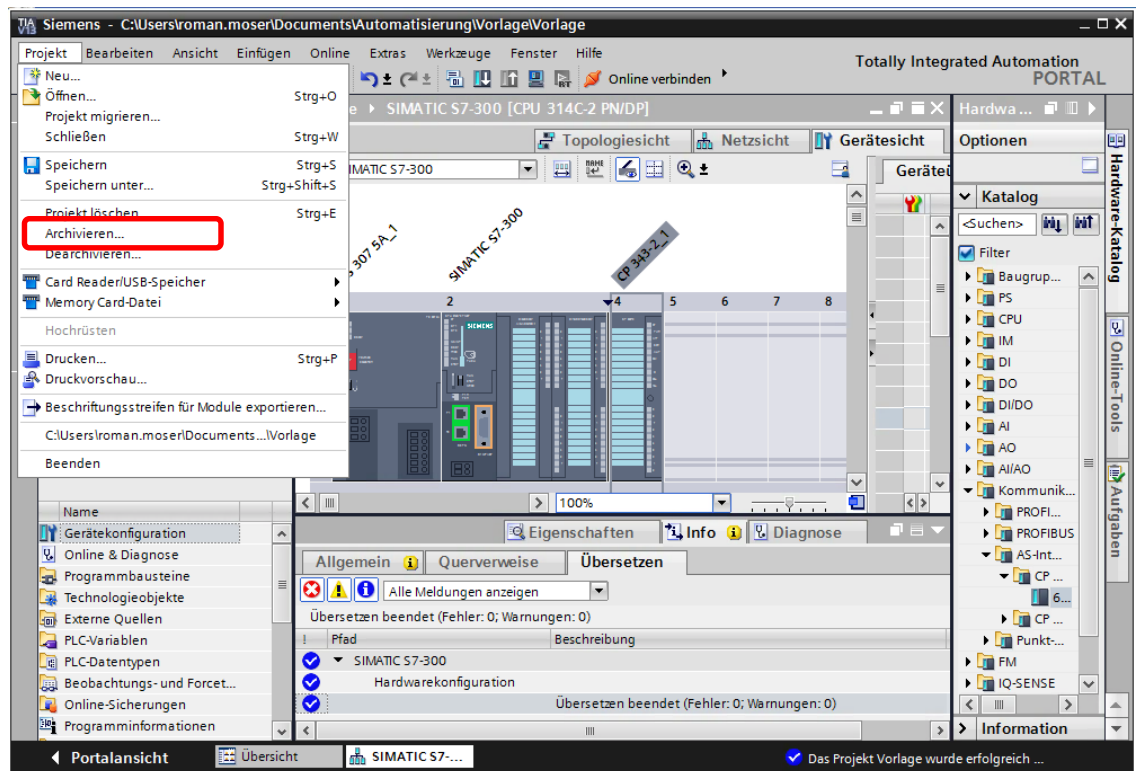 TIA V13 Siemens - C:\Users\roman.moser\Documents\Automatisierung\Vorlage\Vorlage
Projekt Bearbeiten Ansicht Einfügen Online Extras Werkzeuge Fenster Hilfe
Totally Integrated Automation
PORTAL
Online verbinden
Neu...
Öffnen... Strg+O
Projekt migrieren...
Schließen Strg+W
Speichern Strg+S
Speichern unter... Strg+Shift+S
Projekt löschen... Strg+E
Archivieren...
Dearchivieren...
Card Reader/USB-Speicher
Memory Card-Datei
Hochrüsten
Drucken... Strg+P
Druckvorschau...
Beschriftungsstreifen für Module exportieren...
C:\Users\roman.moser\Documents...\Vorlage
Beenden
e SIMATIC S7-300 [CPU 314C-2 PN/DP]
Topologiesicht Netzsicht Gerätesicht
IMATIC S7-300
NAME
Geräteü
307 5A_1
SIMATIC S7-300
CP 343-2_1
2 4 5 6 7 8
SIEMENS
100%
Name
Gerätekonfiguration
Online & Diagnose
Programmbausteine
Technologieobjekte
Externe Quellen
PLC-Variablen
PLC-Datentypen
Beobachtungs- und Forcet...
Online-Sicherungen
Programminformationen
Eigenschaften Info Diagnose
Allgemein Querverweise Übersetzen
Alle Meldungen anzeigen
Übersetzen beendet (Fehler: 0; Warnungen: 0)
! Pfad Beschreibung
SIMATIC S7-300
Hardwarekonfiguration
Übersetzen beendet (Fehler: 0; Warnungen: 0)
Hardwa...
Optionen
Katalog
<Suchen>
Filter
Baugrup...
PS
CPU
IM
DI
DO
DI/DO
AI
AO
AI/AO
Kommunik...
PROFI...
PROFIBUS
AS-Int...
CP ...
6...
CP ...
Punkt-...
FM
IQ-SENSE
Information
Hardware-Katalog
Online-Tools
Aufgaben
Portalansicht Übersicht SIMATIC S7-... Das Projekt Vorlage wurde erfolgreich ...